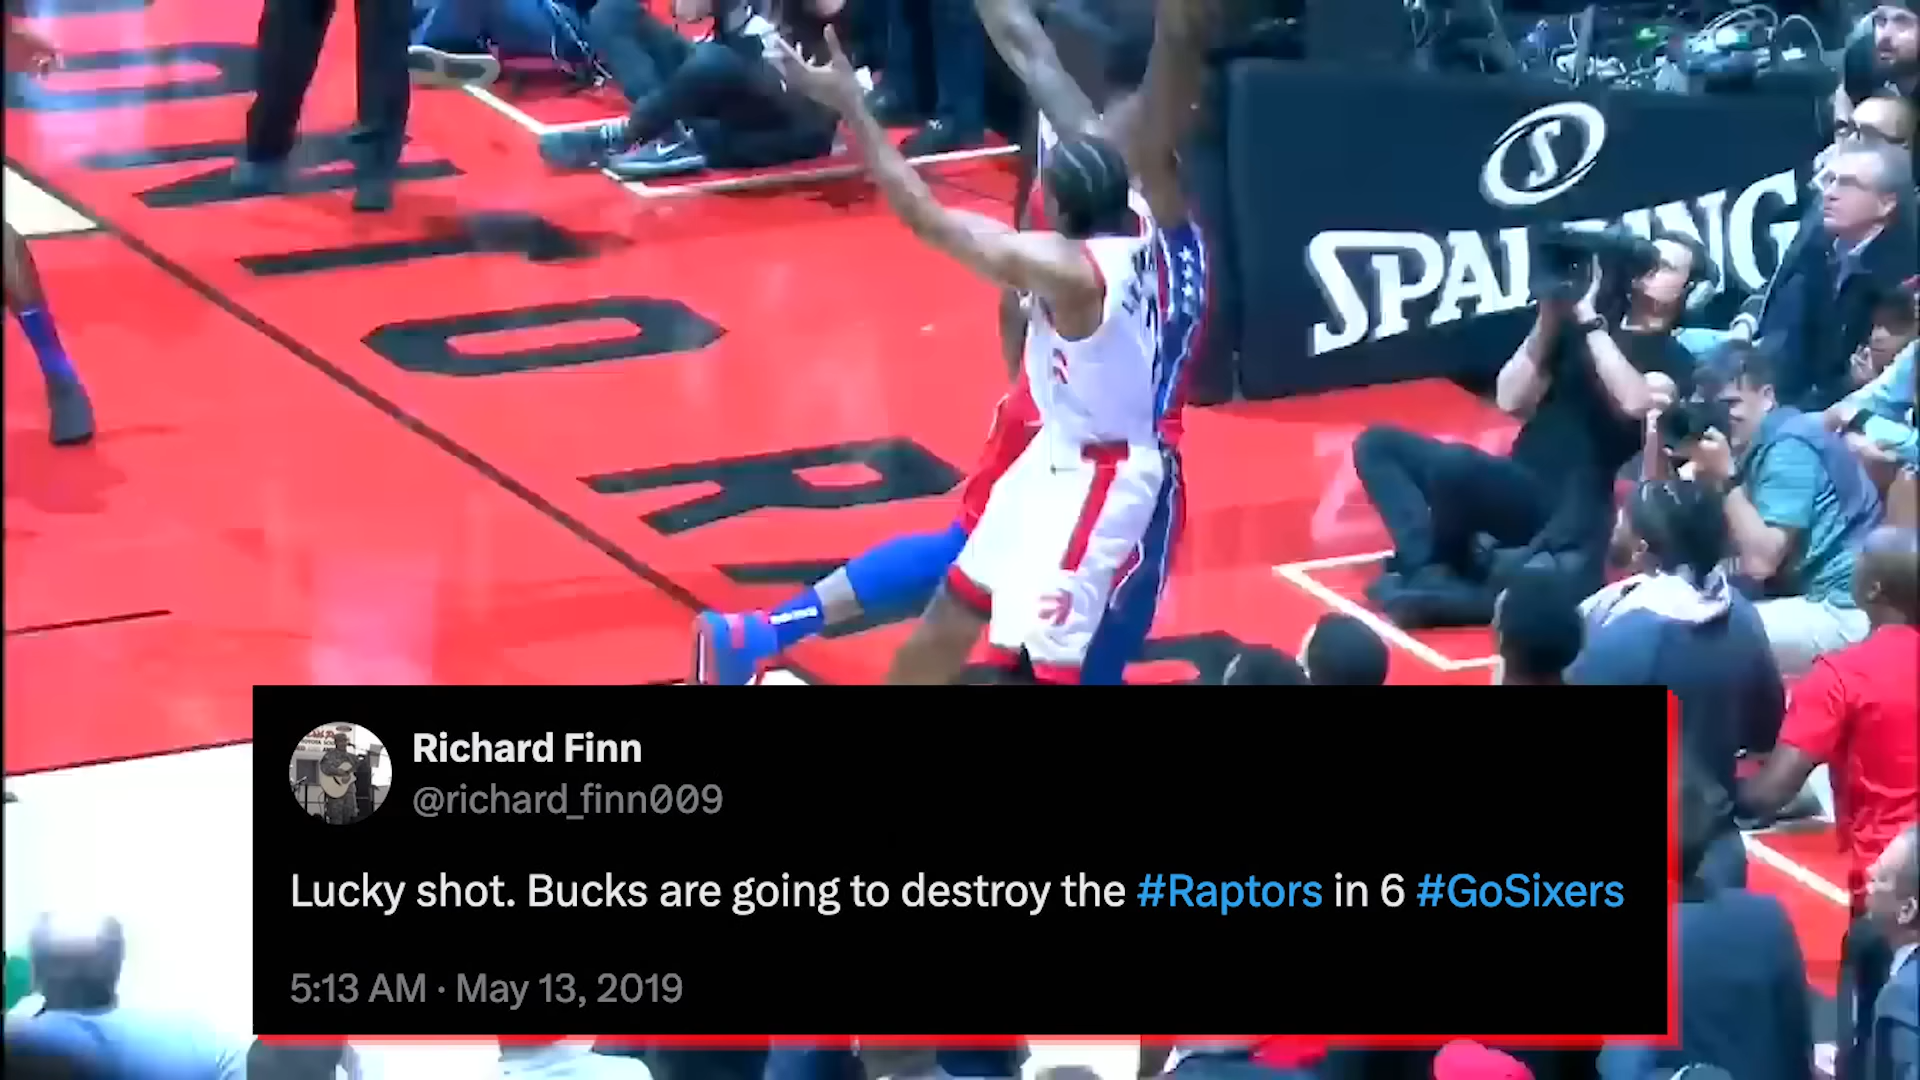 SPALDING
Richard Finn
@richard_finn009
Lucky shot. Bucks are going to destroy the #Raptors in 6 #GoSixers
5:13 AM · May 13, 2019